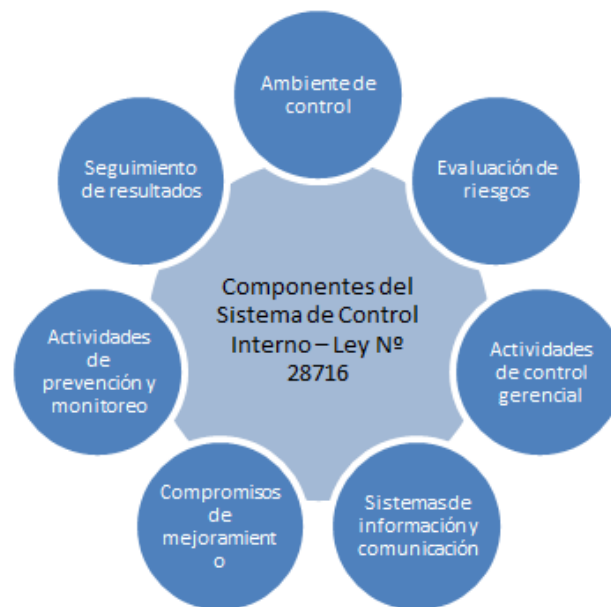 Ambiente de
control
Evaluación de
riesgos
Actividades
de control
gerencial
Sistemas de
información y
comunicación
Compromisos
de
mejoramient
o
Actividades
de
prevención y
monitoreo
Seguimiento
de resultados
Componentes del
Sistema de Control
Interno – Ley Nº
28716